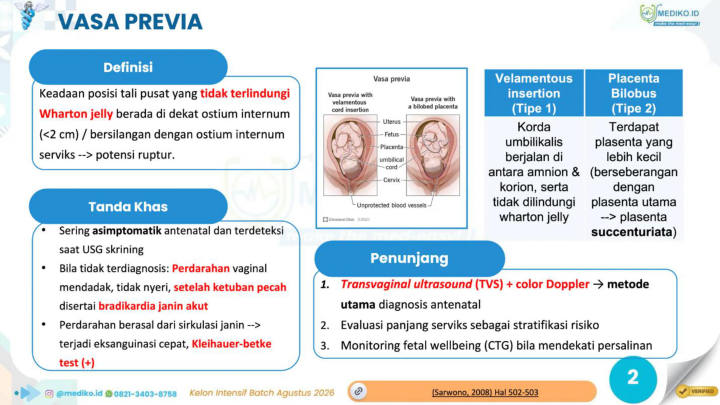 VASA PREVIA
MEDIKO.ID
Definisi
Keadaan posisi tali pusat yang tidak terlindungi
Wharton jelly berada di dekat ostium internum
(<2 cm) / bersilangan dengan ostium internum
serviks --> potensi ruptur.
Tanda Khas
• Sering asimptomatik antenatal dan terdeteksi
saat USG skrining
• Bila tidak terdiagnosis: Perdarahan vaginal
mendadak, tidak nyeri, setelah ketuban pecah
disertai bradikardia janin akut
• Perdarahan berasal dari sirkulasi janin -->
terjadi eksanguinasi cepat, Kleihauer-betke
test (+)
Vasa previa
Vasa previa with
velamentous
cord insertion
Vasa previa with
a bilobed placenta
Uterus
Fetus
Placenta
umbilical
cord
Cervix
Unprotected blood vessels
Velamentous
insertion
(Tipe 1)
Placenta
Bilobus
(Tipe 2)
Korda
umbilikalis
berjalan di
antara amnion &
korion, serta
tidak dilindungi
wharton jelly
Terdapat
plasenta yang
lebih kecil
(berseberangan
dengan
plasenta utama
--> plasenta
succenturiata)
Penunjang
1. Transvaginal ultrasound (TVS) + color Doppler → metode
utama diagnosis antenatal
2. Evaluasi panjang serviks sebagai stratifikasi risiko
3. Monitoring fetal wellbeing (CTG) bila mendekati persalinan
2
@mediko.id 0821-3403-8758
Kelon Intensif Batch Agustus 2026
(Sarwono, 2008) Hal 502-503
VERIFIED